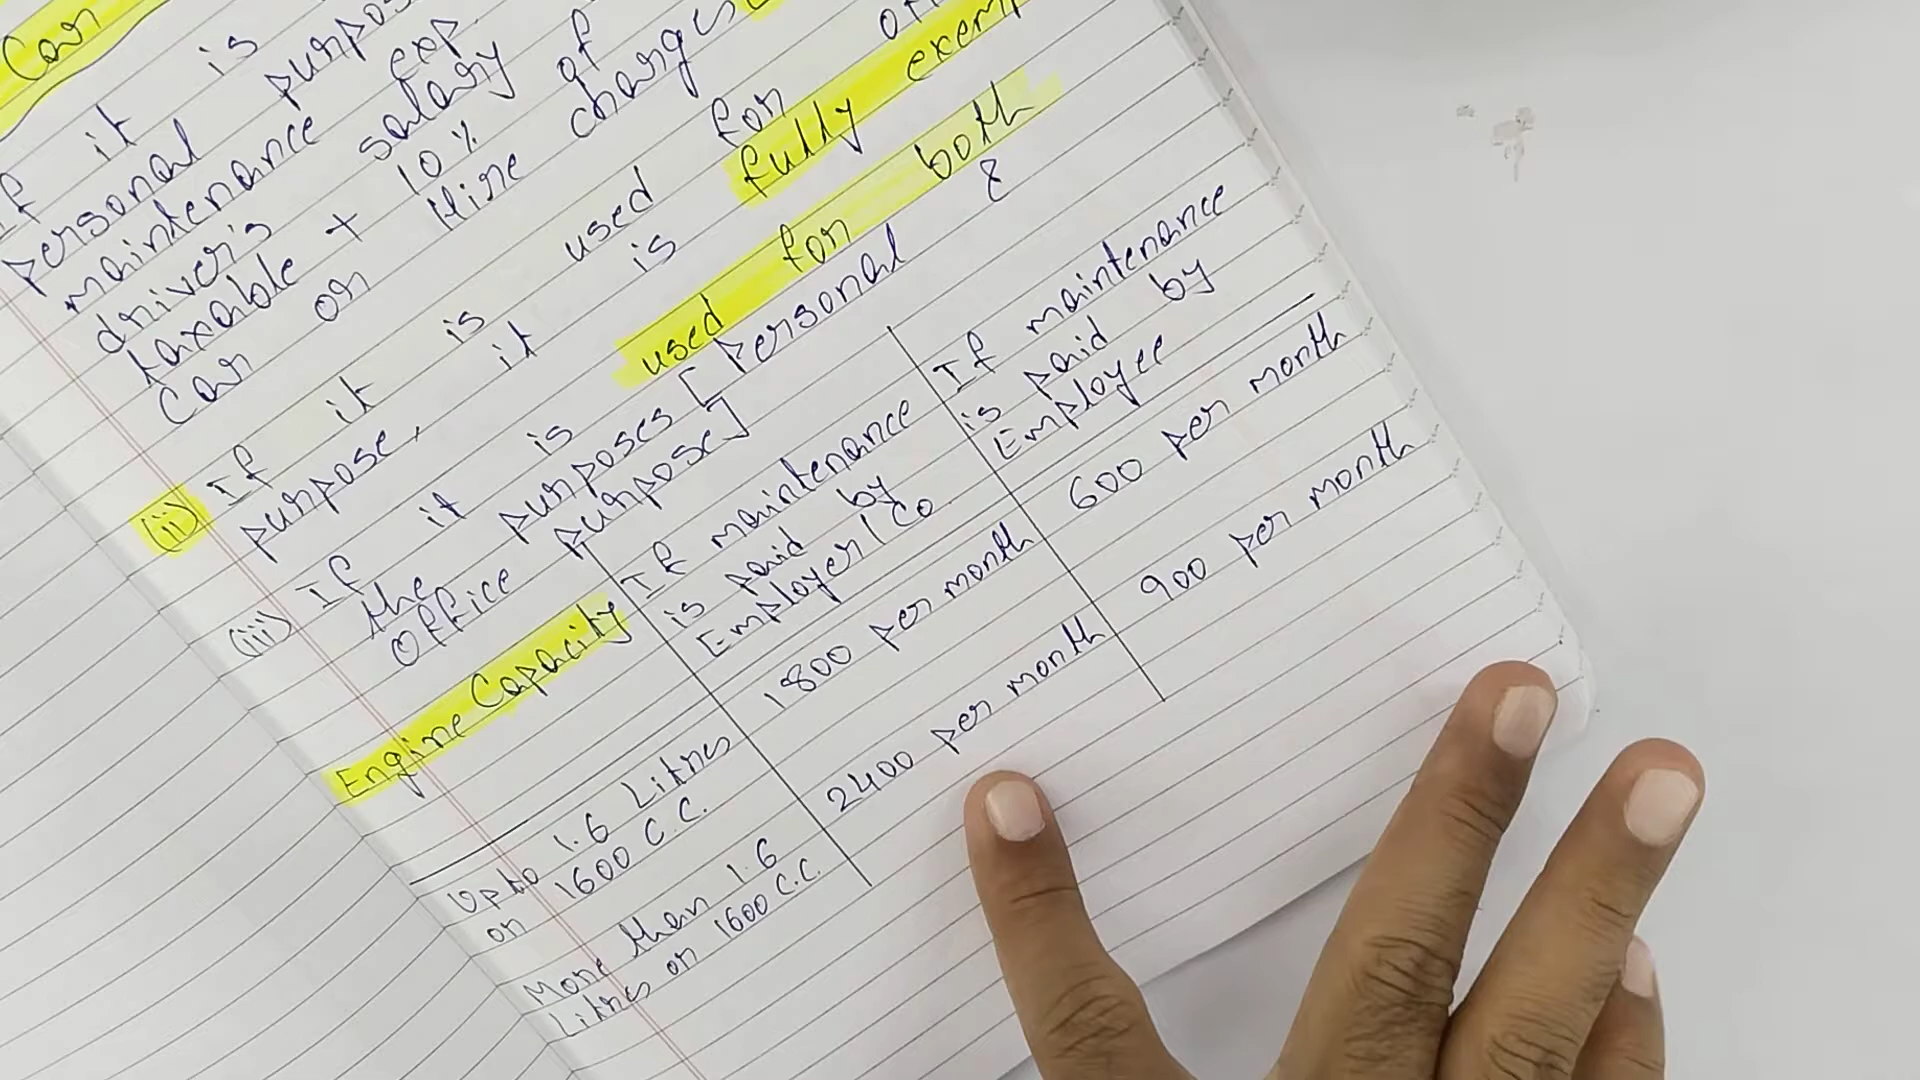 Car
If it is
personal purpos
maintenance exp
driver's salary
taxable + 10% of
Car or Hire charges
(ii) If it is used for off
purpose, it is fully exemp
(iii) If it is used for both
the purposes [Personal &
office purpose]
Engine Capacity
If maintenance
is paid by
Employer/Co
If maintenance
is paid by
Employee
Upto 1.6 Litres
or 1600 C.C.
1800 per month
600 per month
More than 1.6
Litres or 1600 C.C.
2400 per month
900 per month